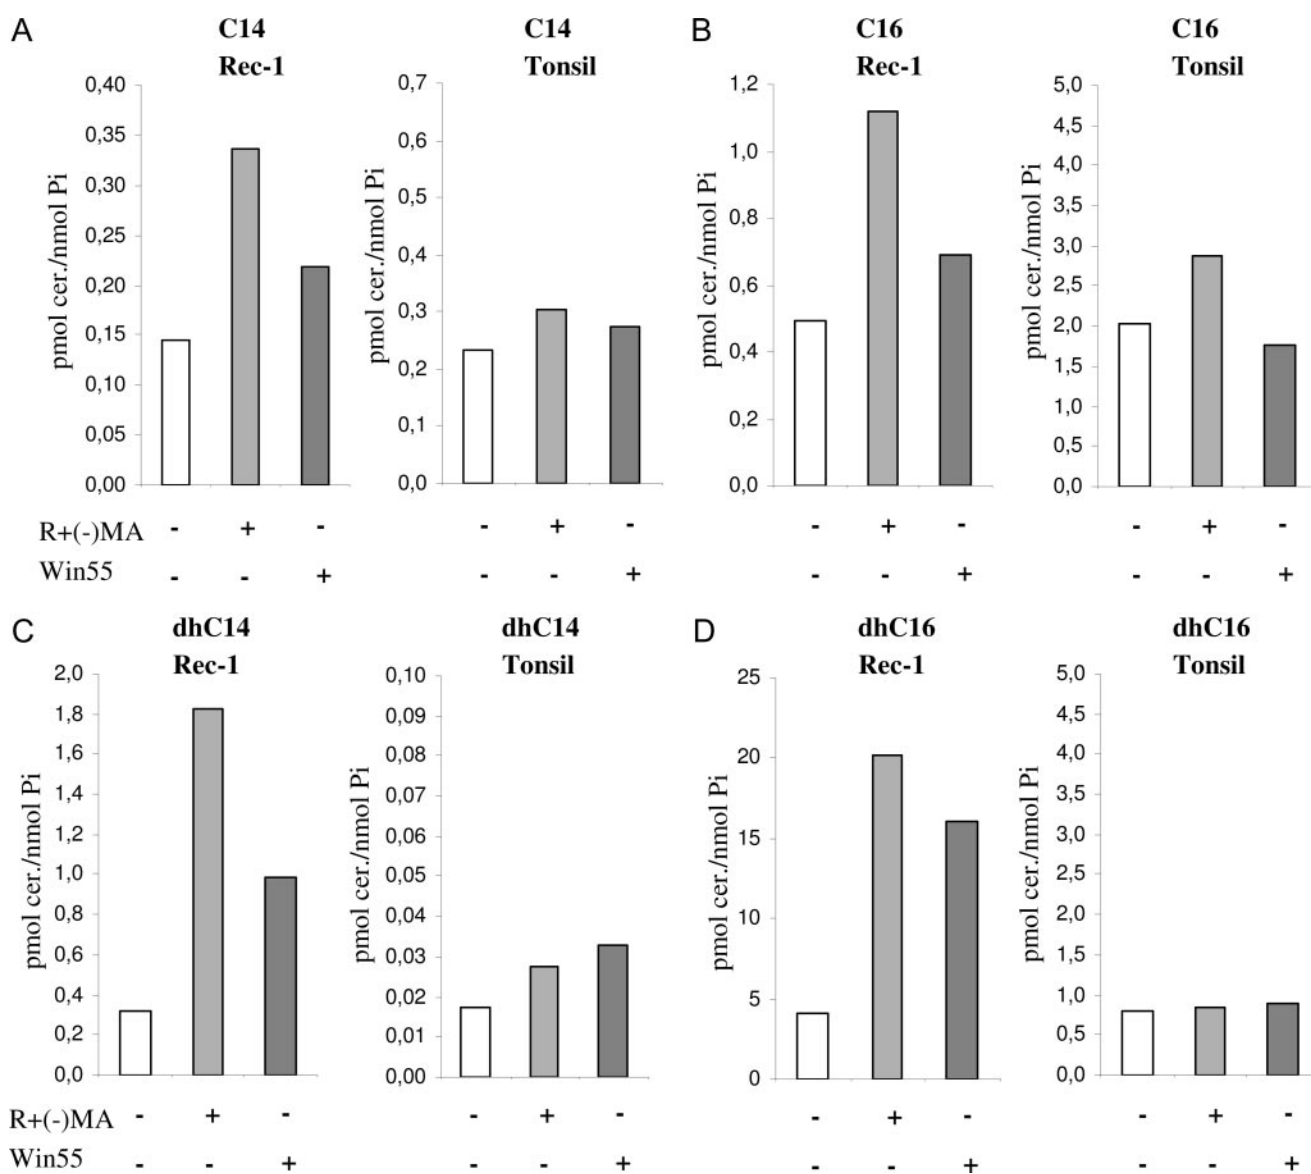 A
C14
Rec-1
pmol cer./nmol Pi
0,40
0,35
0,30
0,25
0,20
0,15
0,10
0,05
0,00
C14
Tonsil
pmol cer./nmol Pi
0,7
0,6
0,5
0,4
0,3
0,2
0,1
0,0
B
C16
Rec-1
pmol cer./nmol Pi
1,2
1,0
0,8
0,6
0,4
0,2
0,0
C16
Tonsil
pmol cer./nmol Pi
5,0
4,5
4,0
3,5
3,0
2,5
2,0
1,5
1,0
0,5
0,0
R+(-)MA - + - - + - - + - - + -
Win55 - - + - - + - - + - - +
C
dhC14
Rec-1
pmol cer./nmol Pi
2,0
1,8
1,6
1,4
1,2
1,0
0,8
0,6
0,4
0,2
0,0
dhC14
Tonsil
pmol cer./nmol Pi
0,10
0,09
0,08
0,07
0,06
0,05
0,04
0,03
0,02
0,01
0,00
D
dhC16
Rec-1
pmol cer./nmol Pi
25
20
15
10
5
0
dhC16
Tonsil
pmol cer./nmol Pi
5,0
4,5
4,0
3,5
3,0
2,5
2,0
1,5
1,0
0,5
0,0
R+(-)MA - + - - + - - + - - + -
Win55 - - + - - + - - + - - +